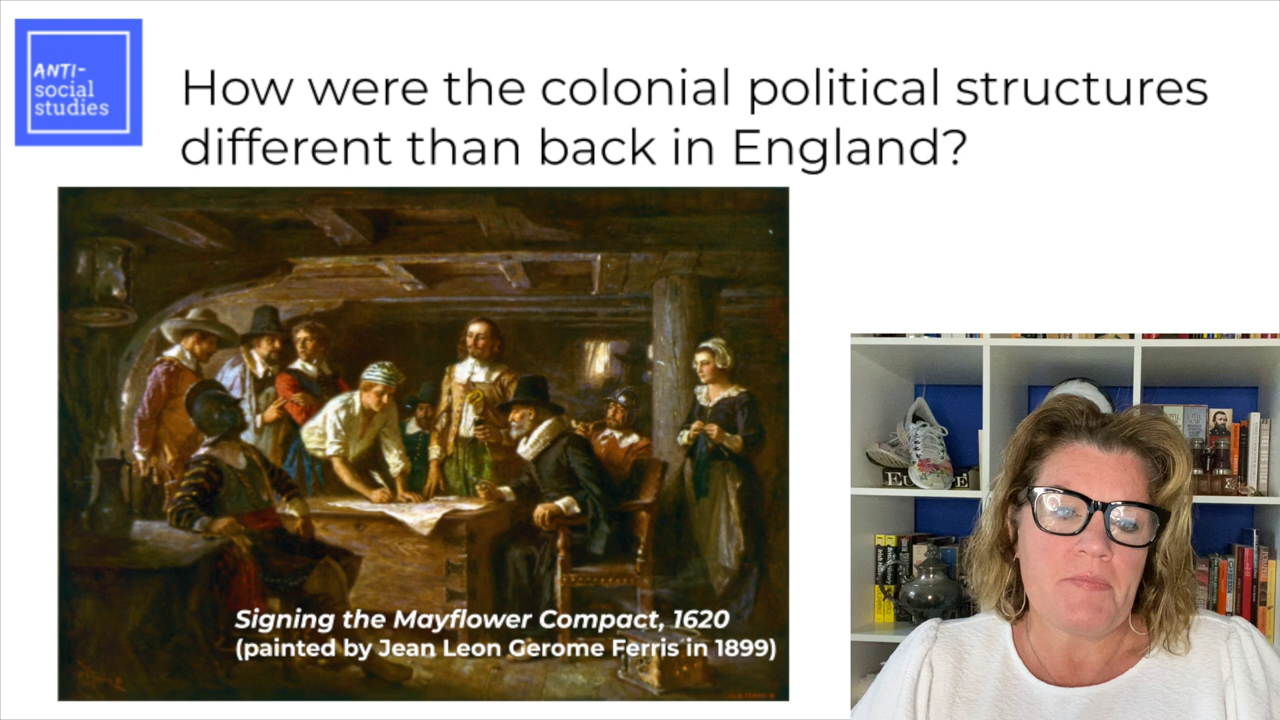 ANTI-
social
studies
How were the colonial political structures
different than back in England?
Signing the Mayflower Compact, 1620
(painted by Jean Leon Gerome Ferris in 1899)